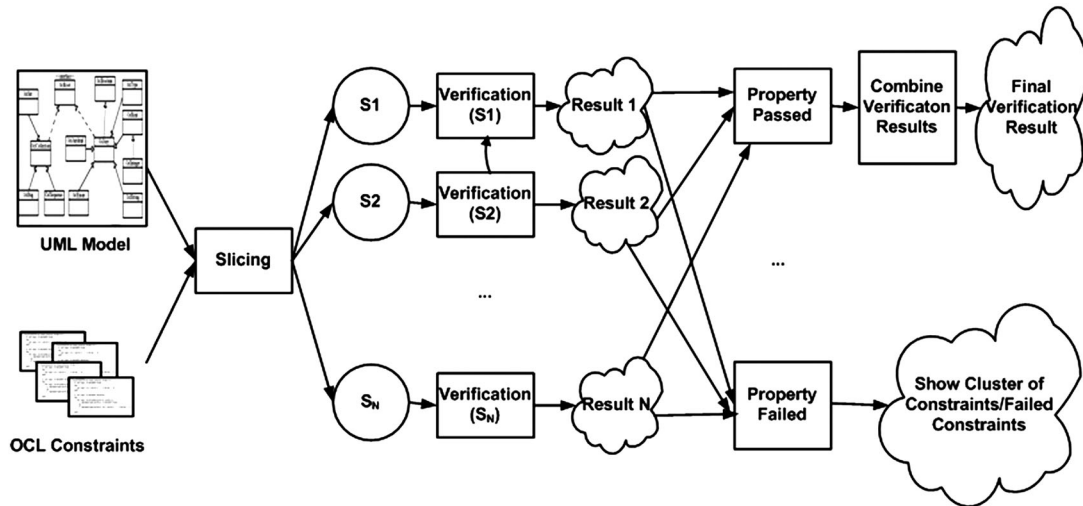 UML Model
OCL Constraints
Slicing
S1
S2
...
SN
Verification
(S1)
Verification
(S2)
Verification
(SN)
Result 1
Result 2
Result N
Property
Passed
...
Property
Failed
Combine
Verificaton
Results
Final
Verification
Result
Show Cluster of
Constraints/Failed
Constraints